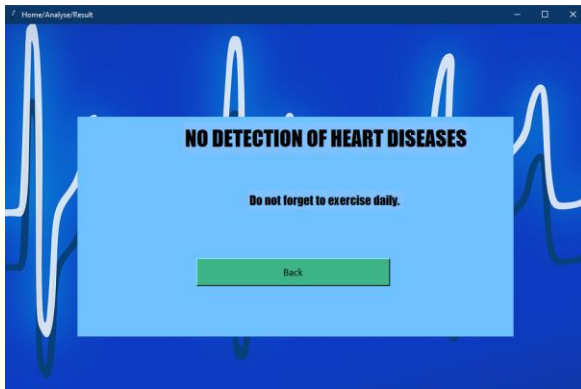 Home/Analyse/Result
NO DETECTION OF HEART DISEASES
Do not forget to exercise daily.
Back